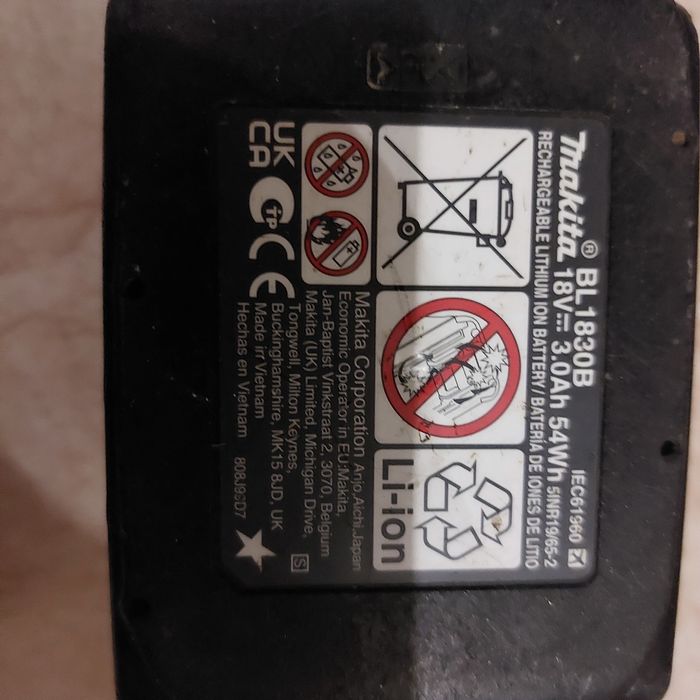 makita® BL1830B IEC61960
18V⎓ 3.0Ah 54Wh 5INR19/65-2
RECHARGEABLE LITHIUM ION BATTERY / BATERÍA DE IONES DE LITIO
Li-ion
Makita Corporation Anjo,Aichi,Japan
Economic Operator in EU:Makita,
Jan-Baptist Vinkstraat 2, 3070, Belgium
Makita (UK) Limited, Michigan Drive,
Tongwell, Milton Keynes,
Buckinghamshire, MK15 8JD, UK
Made in Vietnam
Hechas en Vietnam
UK
CA
TP
CE
S